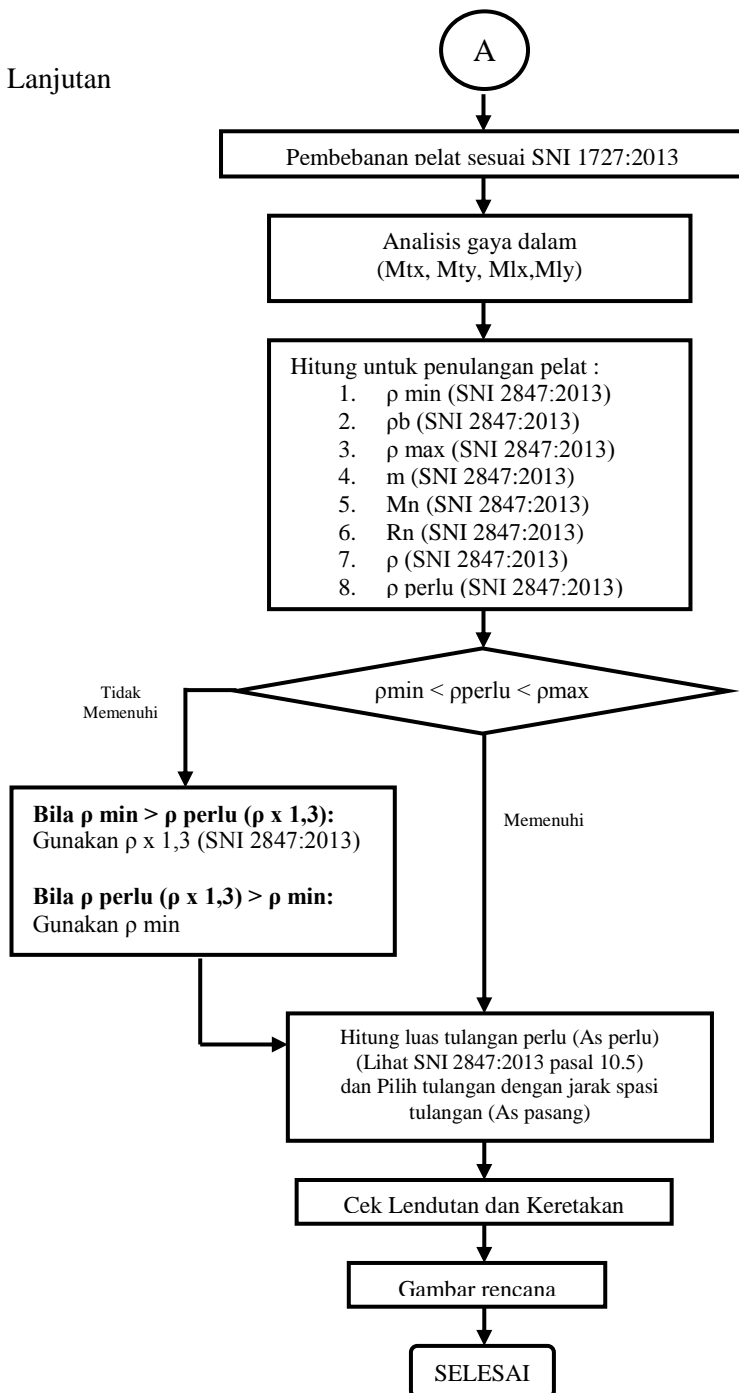 A
Lanjutan
Pembebanan pelat sesuai SNI 1727:2013
Analisis gaya dalam
(Mtx, Mty, Mlx,Mly)
Hitung untuk penulangan pelat :
1. ρ min (SNI 2847:2013)
2. ρb (SNI 2847:2013)
3. ρ max (SNI 2847:2013)
4. m (SNI 2847:2013)
5. Mn (SNI 2847:2013)
6. Rn (SNI 2847:2013)
7. ρ (SNI 2847:2013)
8. ρ perlu (SNI 2847:2013)
ρmin < ρperlu < ρmax
Tidak
Memenuhi
Bila ρ min > ρ perlu (ρ x 1,3):
Gunakan ρ x 1,3 (SNI 2847:2013)
Bila ρ perlu (ρ x 1,3) > ρ min:
Gunakan ρ min
Memenuhi
Hitung luas tulangan perlu (As perlu)
(Lihat SNI 2847:2013 pasal 10.5)
dan Pilih tulangan dengan jarak spasi
tulangan (As pasang)
Cek Lendutan dan Keretakan
Gambar rencana
SELESAI